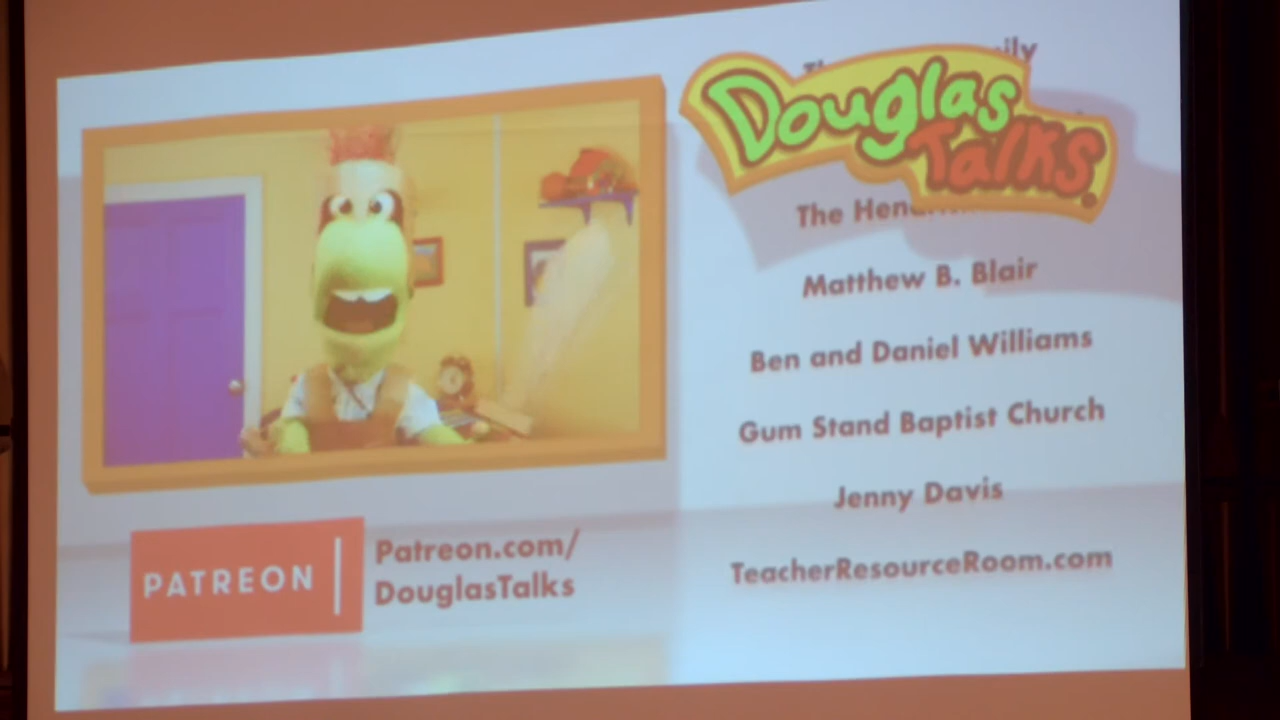 Douglas
Talks.
The
Matthew B. Blair
Ben and Daniel Williams
Gum Stand Baptist Church
Jenny Davis
TeacherResourceRoom.com
PATREON
Patreon.com/
DouglasTalks